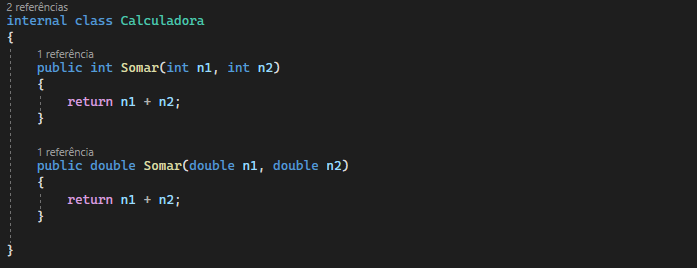 2 referências
internal class Calculadora
{
1 referência
public int Somar(int n1, int n2)
{
return n1 + n2;
}
1 referência
public double Somar(double n1, double n2)
{
return n1 + n2;
}
}